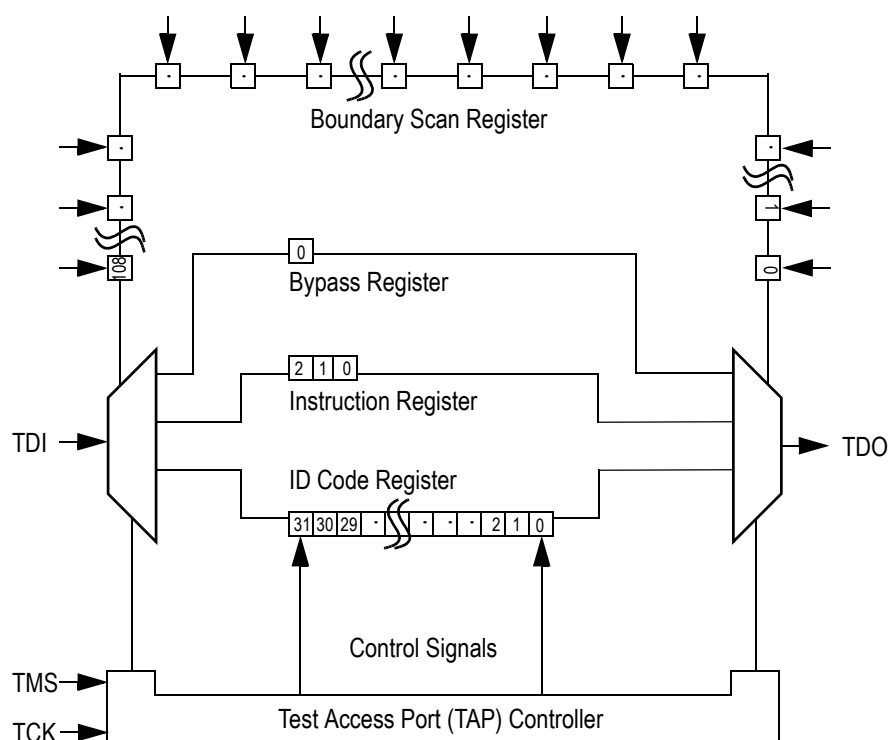 · · · · · · · ·
Boundary Scan Register
· ·
· 1
108 0
0
Bypass Register
2 1 0
Instruction Register
TDI TDO
ID Code Register
31 30 29 · · · · 2 1 0
Control Signals
TMS
Test Access Port (TAP) Controller
TCK